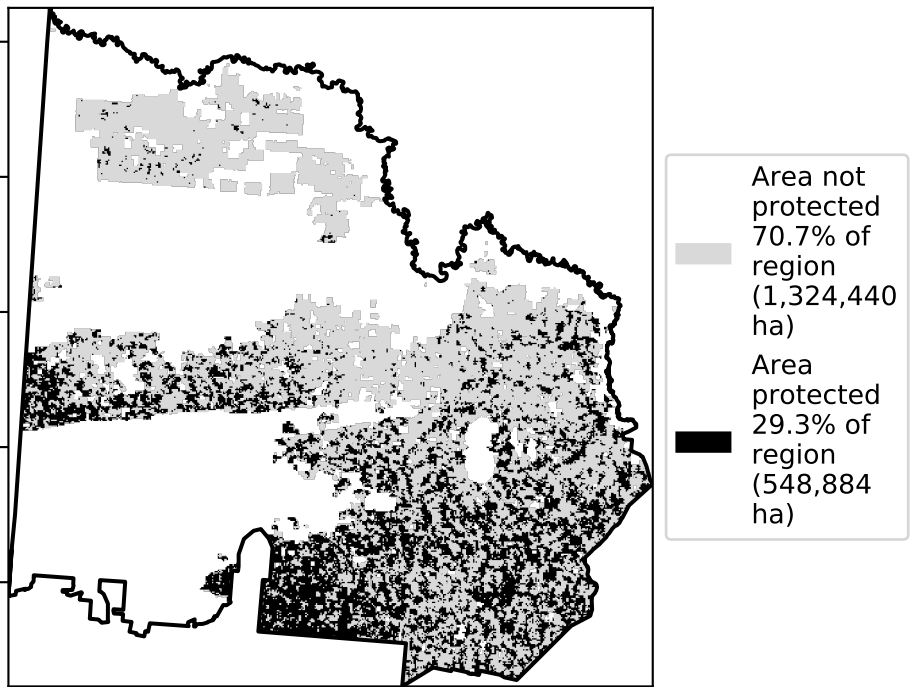 Area not
protected
70.7% of
region
(1,324,440
ha)
Area
protected
29.3% of
region
(548,884
ha)